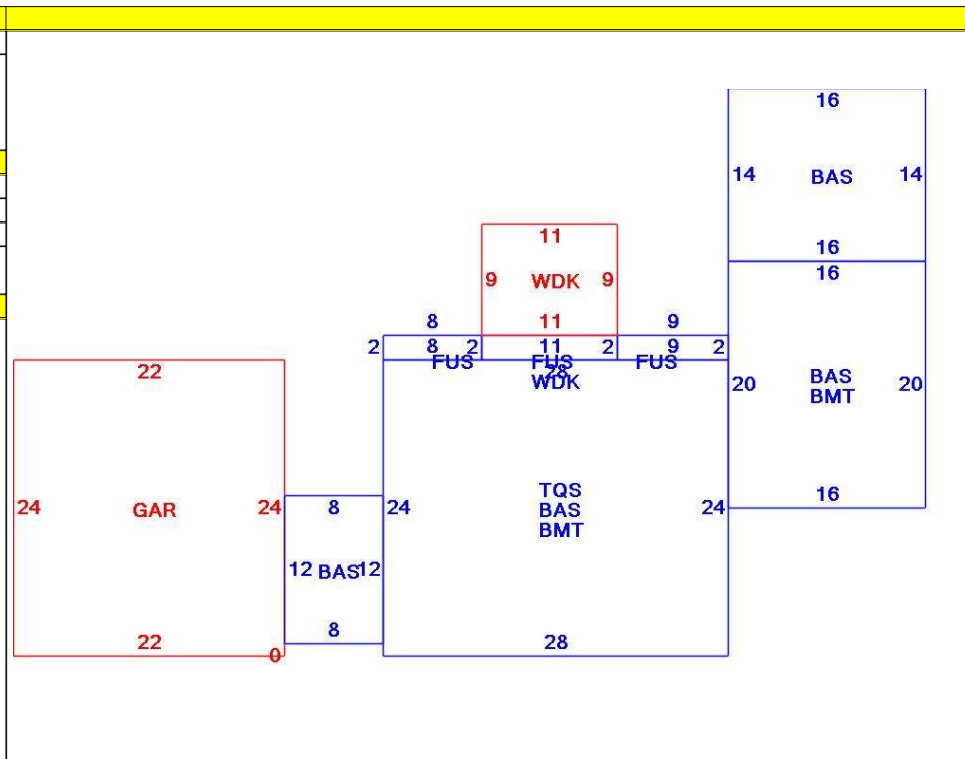 16
14 BAS 14
16
16
11
9 WDK 9
11
8 9
2 8 2 11 2 9 2
FUS FUS FUS
28
WDK
22
20 BAS 20
BMT
TQS
24 GAR 24 8 24 BAS 24
BMT
16
12 BAS 12
8
22 0 28